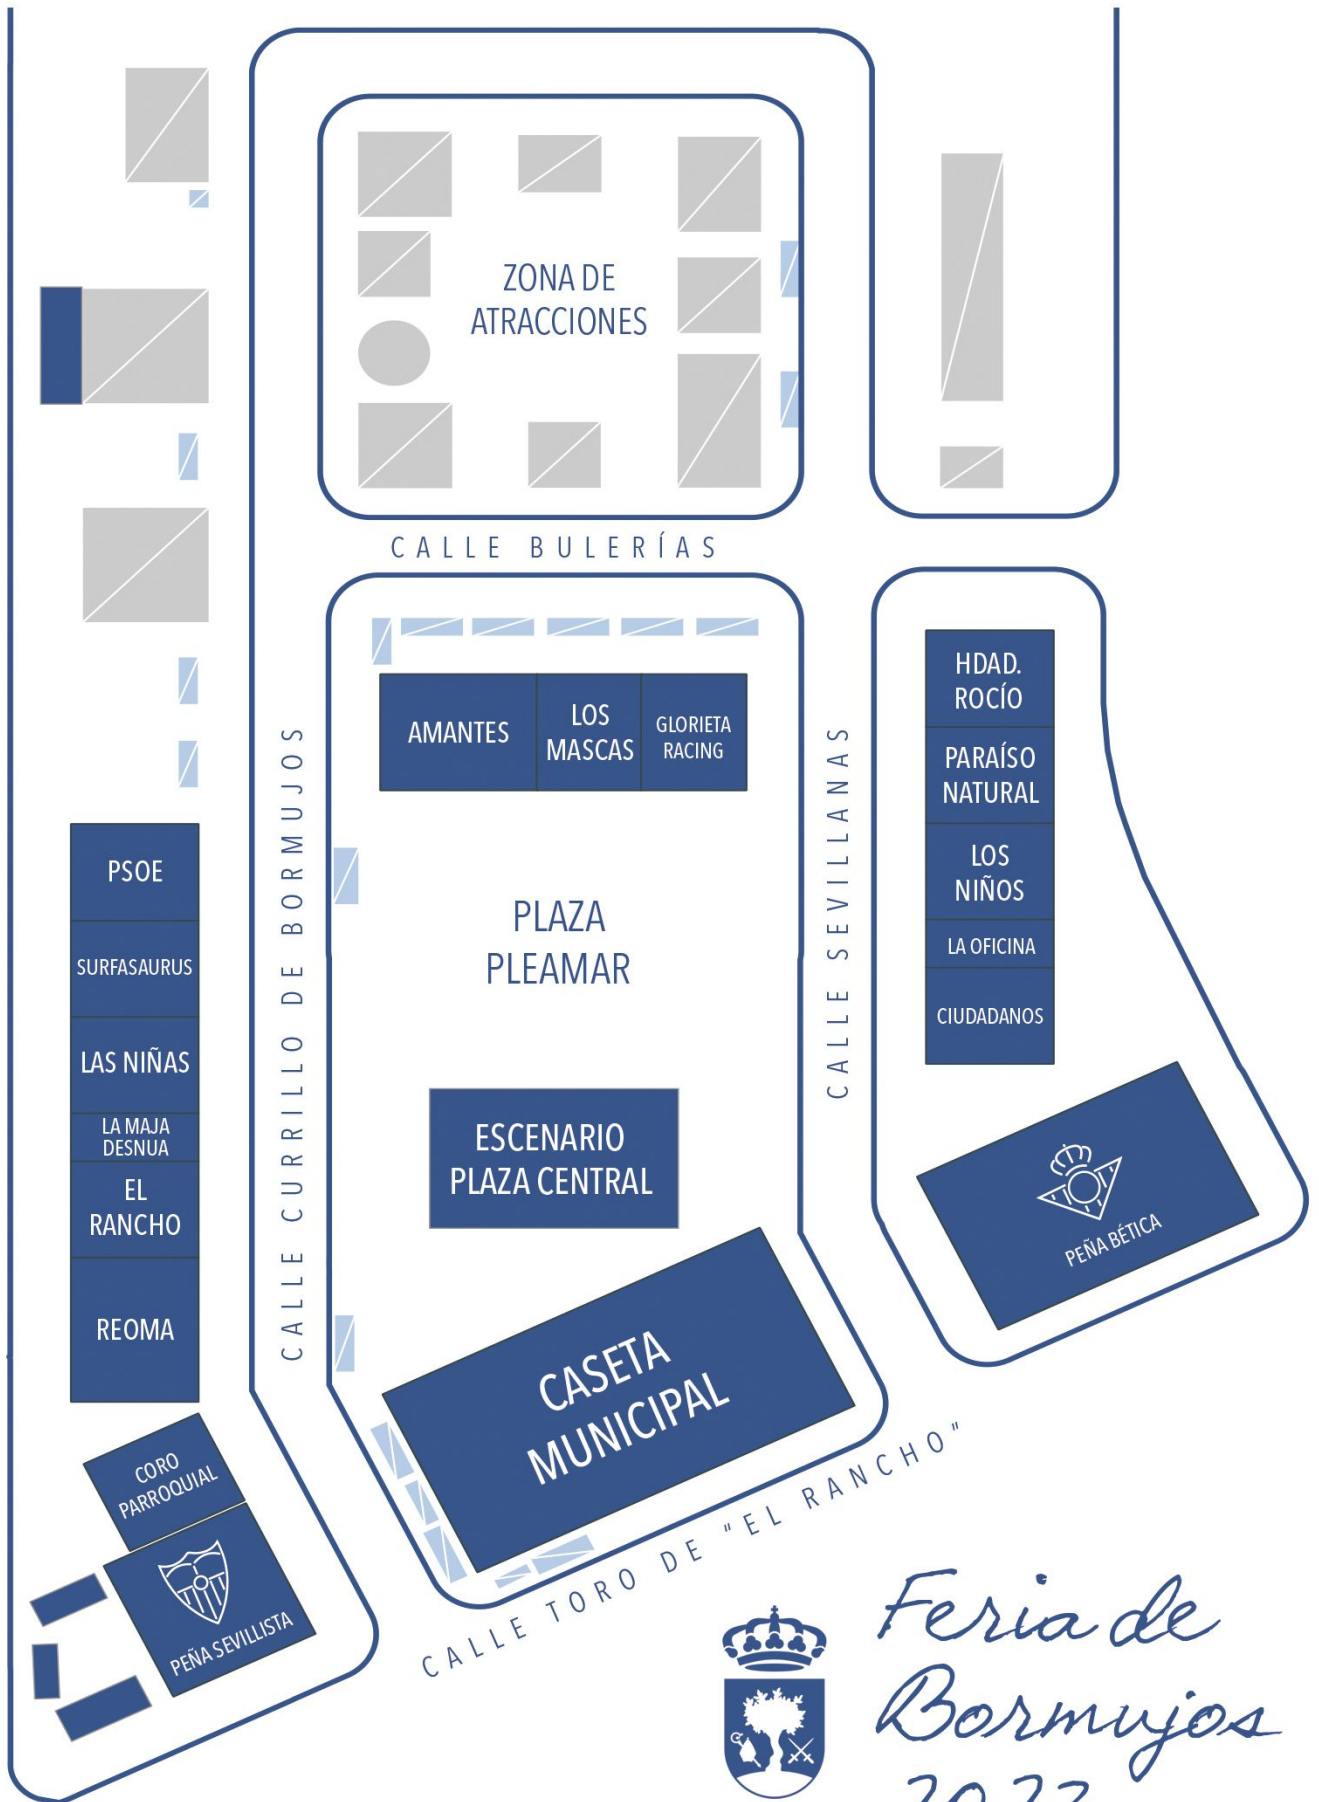 ZONA DE
ATRACCIONES
CALLE BULERÍAS
AMANTES
LOS
MASCAS
GLORIETA
RACING
HDAD.
ROCÍO
PARAÍSO
NATURAL
LOS
NIÑOS
LA OFICINA
CIUDADANOS
CALLE CURRILLO DE BORMUJOS
CALLE SEVILLANAS
PSOE
SURFASAURUS
LAS NIÑAS
LA MAJA
DESNUA
EL
RANCHO
REOMA
PLAZA
PLEAMAR
ESCENARIO
PLAZA CENTRAL
PEÑA BÉTICA
CASETA
MUNICIPAL
CORO
PARROQUIAL
PEÑA SEVILLISTA
CALLE TORO DE "EL RANCHO"
Feria de
Bormujos